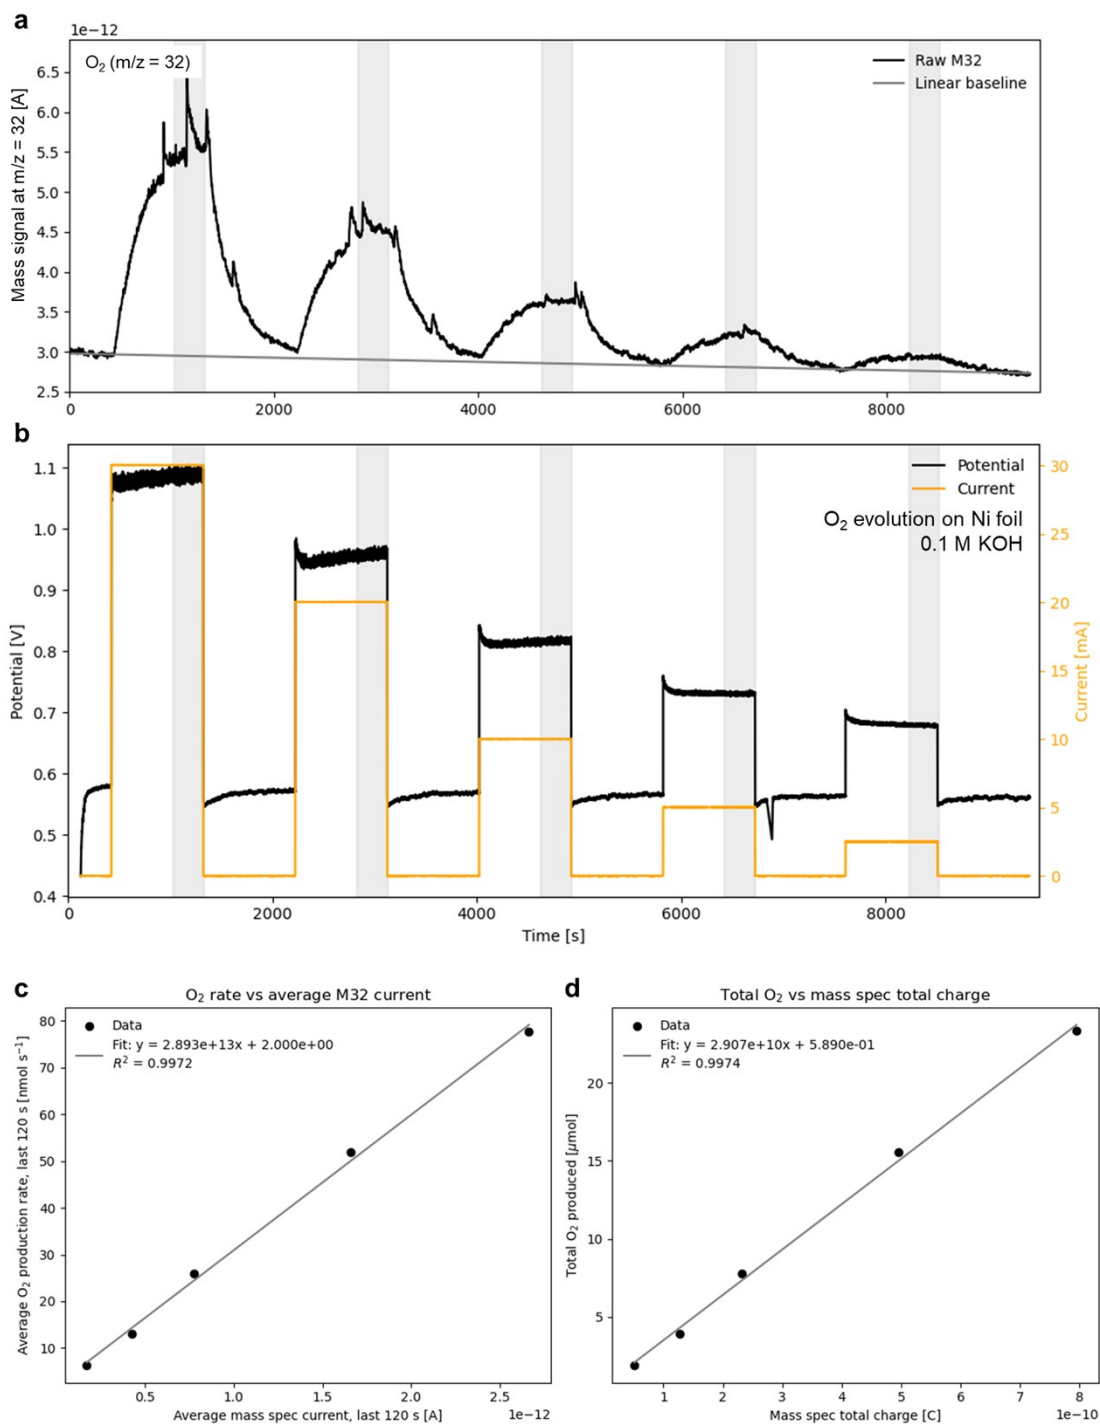 a
1e−12
O₂ (m/z = 32)
Raw M32
Linear baseline
Mass signal at m/z = 32 [A]
6.5
6.0
5.5
5.0
4.5
4.0
3.5
3.0
2.5
0 2000 4000 6000 8000
b
Potential
Current
O₂ evolution on Ni foil
0.1 M KOH
Potential [V]
1.1
1.0
0.9
0.8
0.7
0.6
0.5
0.4
Current [mA]
30
25
20
15
10
5
0
0 2000 4000 6000 8000
Time [s]
c
O₂ rate vs average M32 current
Data
Fit: y = 2.893e+13x + 2.000e+00
R² = 0.9972
Average O₂ production rate, last 120 s [nmol s⁻¹]
80
70
60
50
40
30
20
10
0.5 1.0 1.5 2.0 2.5
1e−12
Average mass spec current, last 120 s [A]
d
Total O₂ vs mass spec total charge
Data
Fit: y = 2.907e+10x + 5.890e-01
R² = 0.9974
Total O₂ produced [μmol]
20
15
10
5
1 2 3 4 5 6 7 8
1e−10
Mass spec total charge [C]